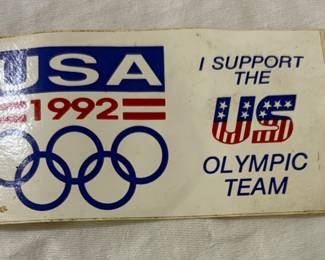 USA
1992
I SUPPORT
THE
US
OLYMPIC
TEAM